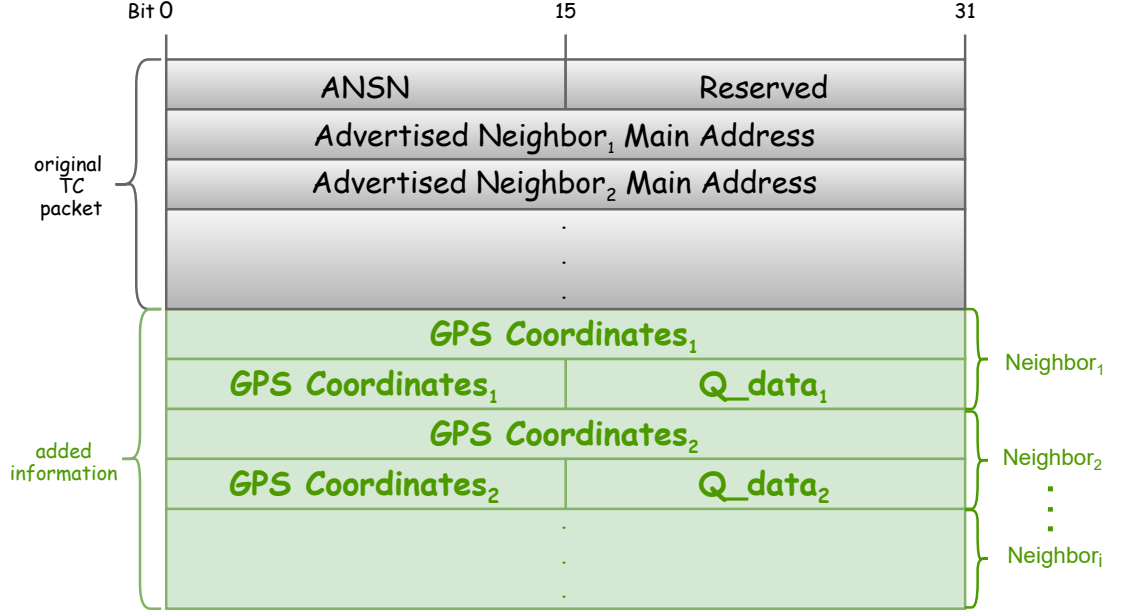 Bit 0 15 31
ANSN Reserved
Advertised Neighbor₁ Main Address
Advertised Neighbor₂ Main Address
original
TC
packet
.
.
.
GPS Coordinates₁
GPS Coordinates₁ Q_data₁
Neighbor₁
GPS Coordinates₂
GPS Coordinates₂ Q_data₂
Neighbor₂
added
information
.
.
.
Neighborᵢ